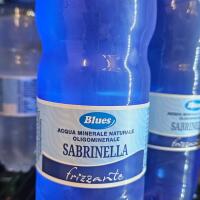 Blues
ACQUA MINERALE NATURALE
OLIGOMINERALE
SABRINELLA
frizzante